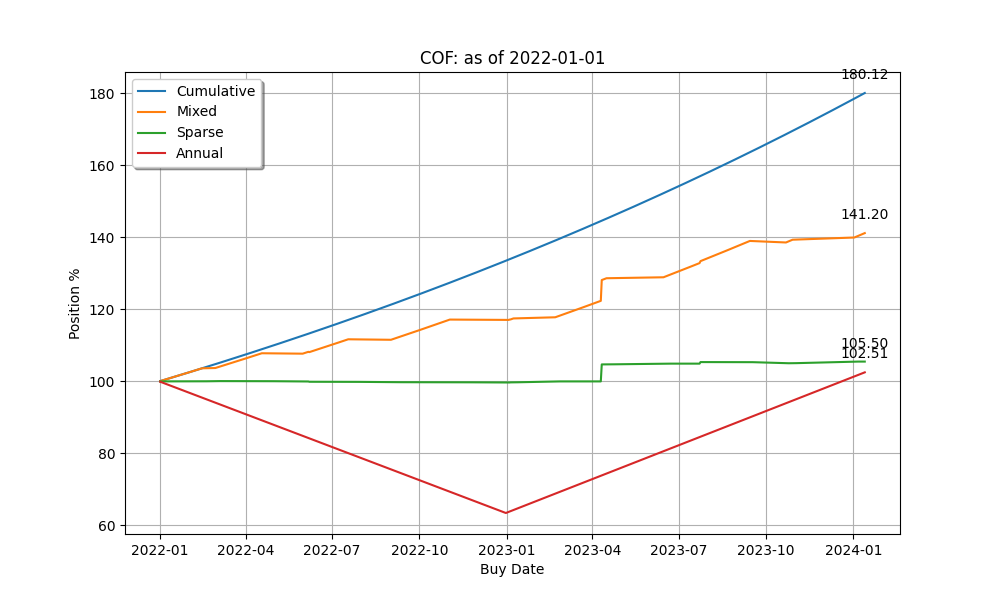 COF: as of 2022-01-01
Cumulative
Mixed
Sparse
Annual
180.12
141.20
105.50
102.51
180
160
140
120
100
80
60
Position %
2022-01 2022-04 2022-07 2022-10 2023-01 2023-04 2023-07 2023-10 2024-01
Buy Date